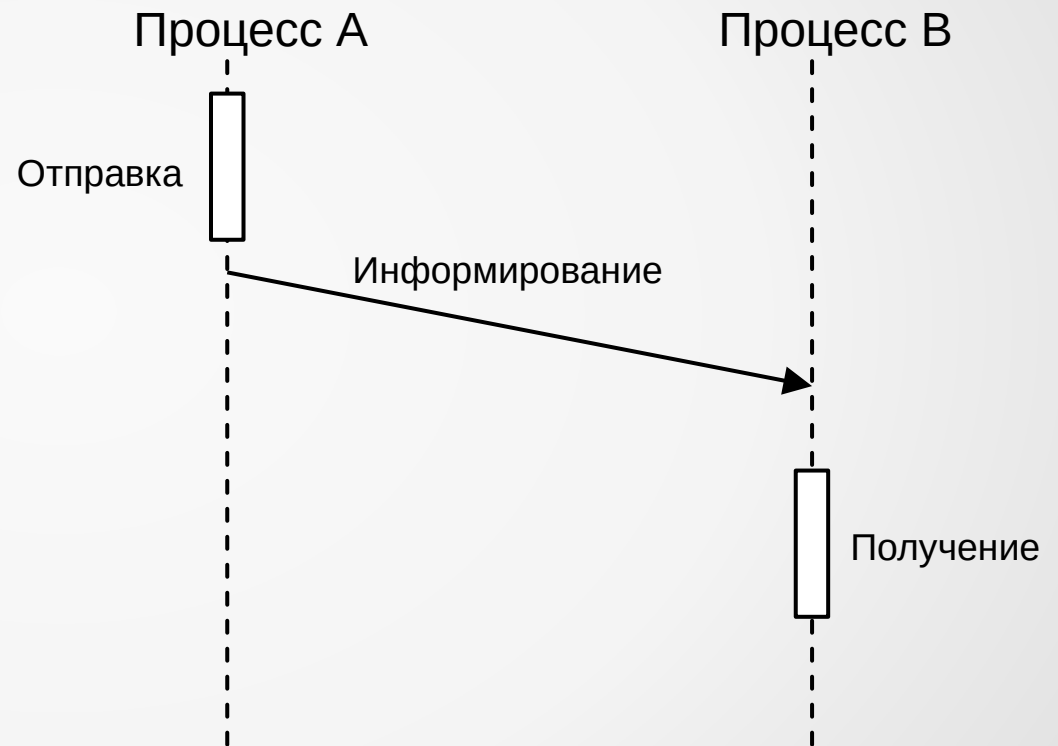 Процесс A
Процесс B
Отправка
Информирование
Получение